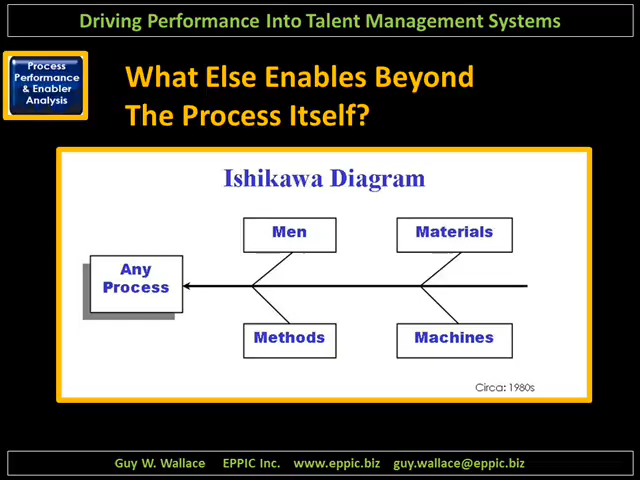 Driving Performance Into Talent Management Systems
Process
Performance
& Enabler
Analysis
What Else Enables Beyond
The Process Itself?
Ishikawa Diagram
Men
Materials
Any
Process
Methods
Machines
Circa: 1980s
Guy W. Wallace EPPIC Inc. www.eppic.biz guy.wallace@eppic.biz